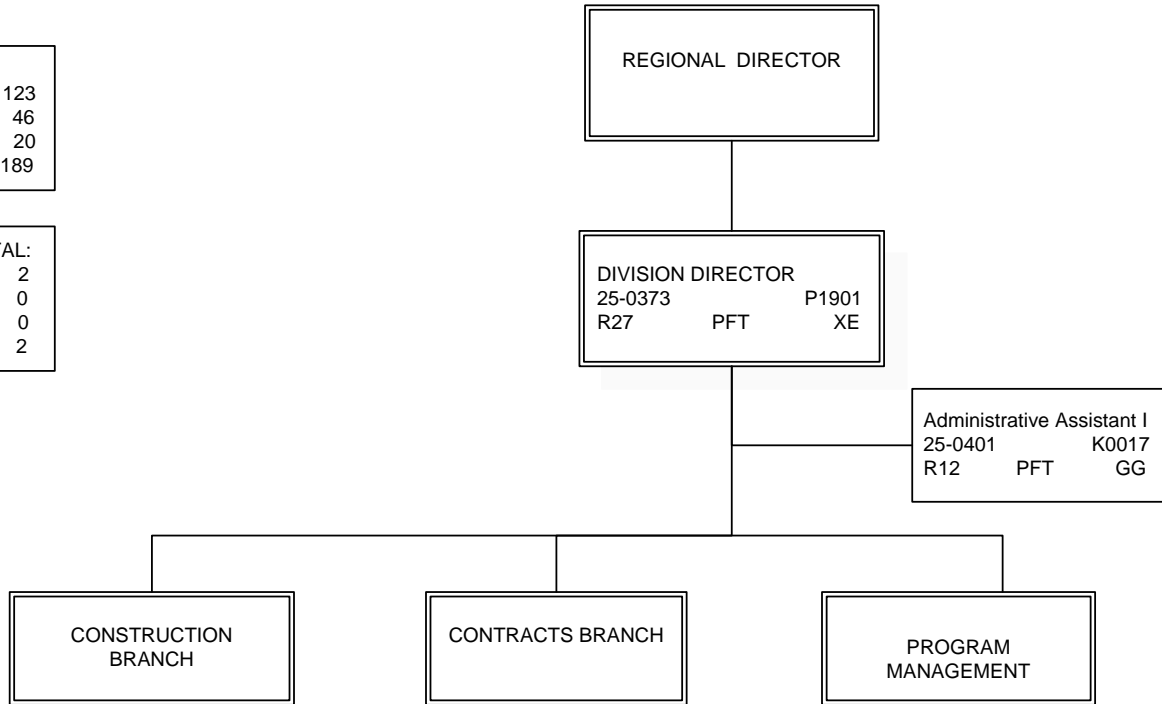 REGIONAL DIRECTOR
123
46
20
189
2
0
0
2
DIVISION DIRECTOR
25-0373 P1901
R27 PFT XE
Administrative Assistant I
25-0401 K0017
R12 PFT GG
CONSTRUCTION
BRANCH
CONTRACTS BRANCH
PROGRAM
MANAGEMENT